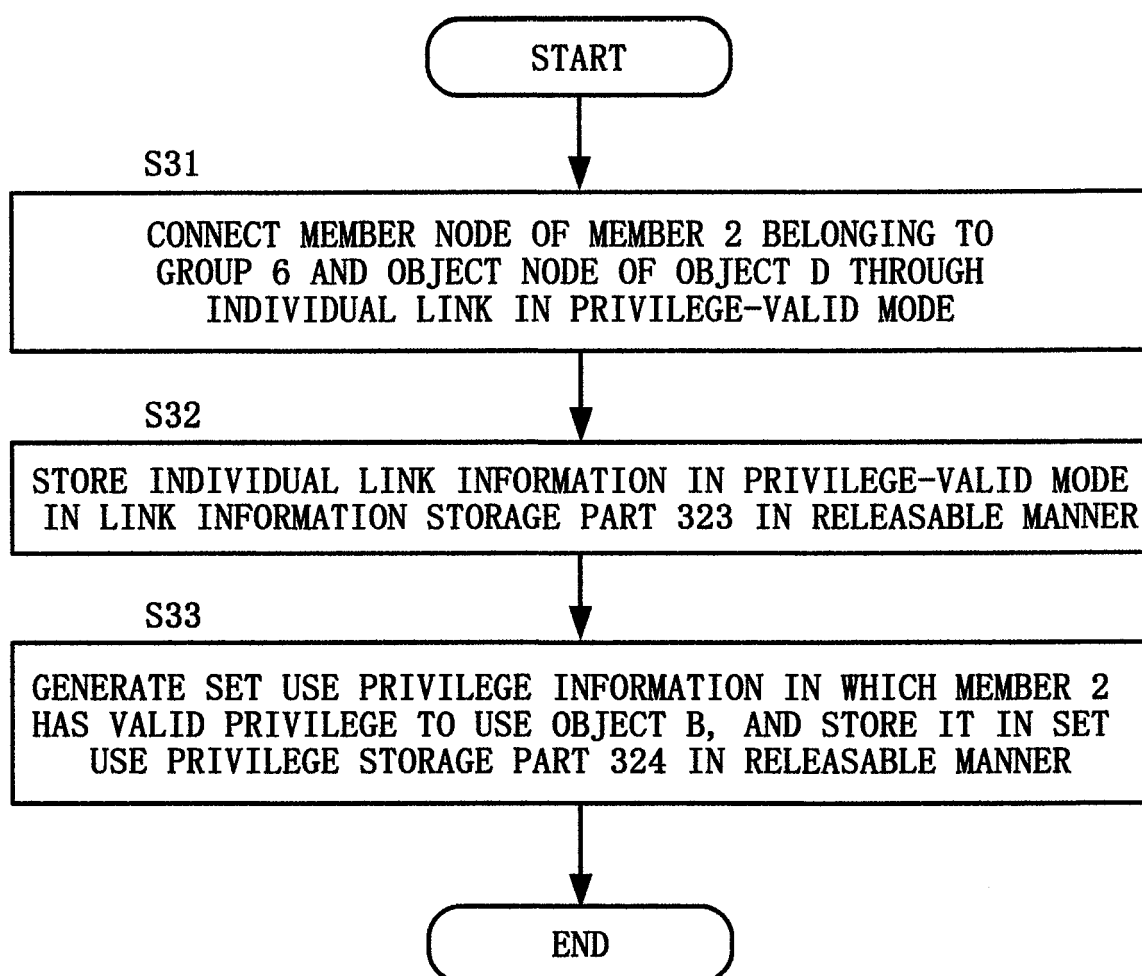 START
S31
CONNECT MEMBER NODE OF MEMBER 2 BELONGING TO
GROUP 6 AND OBJECT NODE OF OBJECT D THROUGH
INDIVIDUAL LINK IN PRIVILEGE-VALID MODE
S32
STORE INDIVIDUAL LINK INFORMATION IN PRIVILEGE-VALID MODE
IN LINK INFORMATION STORAGE PART 323 IN RELEASABLE MANNER
S33
GENERATE SET USE PRIVILEGE INFORMATION IN WHICH MEMBER 2
HAS VALID PRIVILEGE TO USE OBJECT B, AND STORE IT IN SET
USE PRIVILEGE STORAGE PART 324 IN RELEASABLE MANNER
END